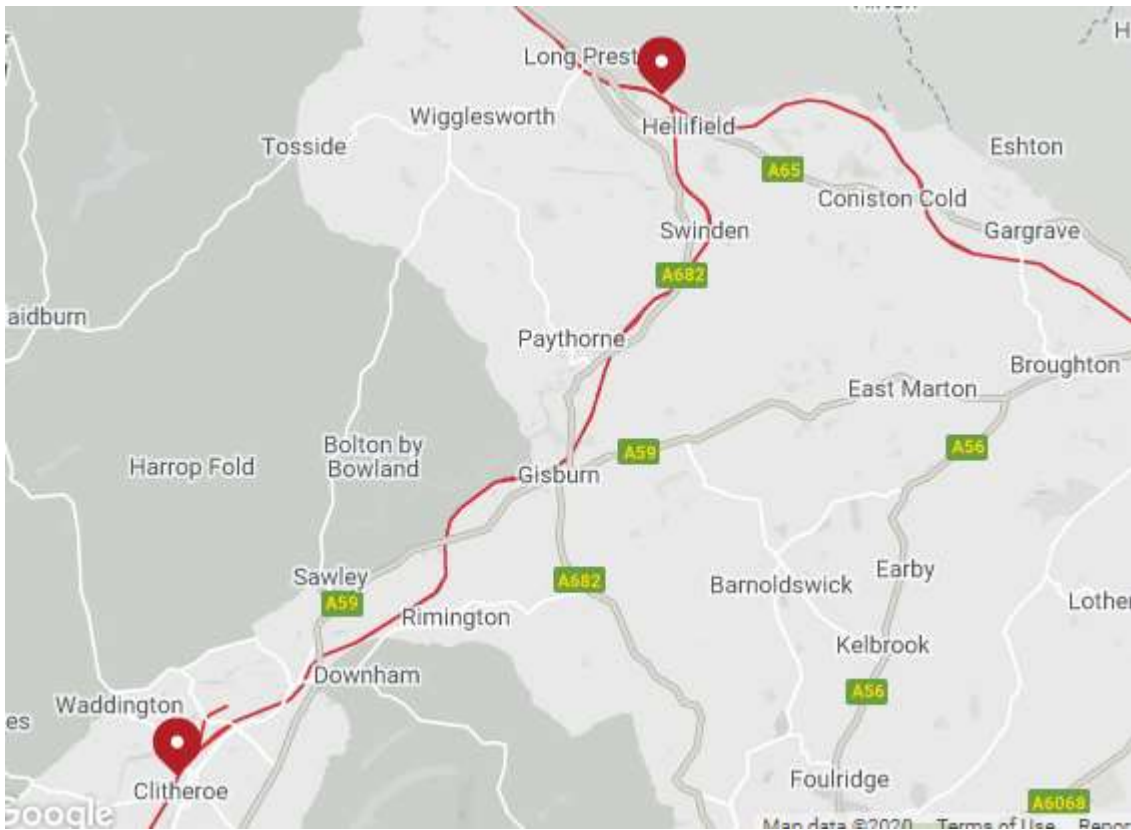 Long Prest
Hellifield
Wigglesworth
Tosside
Eshton
A65
Coniston Cold
Gargrave
Swinden
A682
aidburn
Paythorne
Broughton
East Marton
A56
Bolton by
Bowland
A59
Harrop Fold
Gisburn
Sawley
A682
Barnoldswick
Earby
A59
Lother
Rimington
Kelbrook
Downham
A56
Waddington
es
Foulridge
Clitheroe
A6068
Google
Map data ©2020 Terms of Use Repor